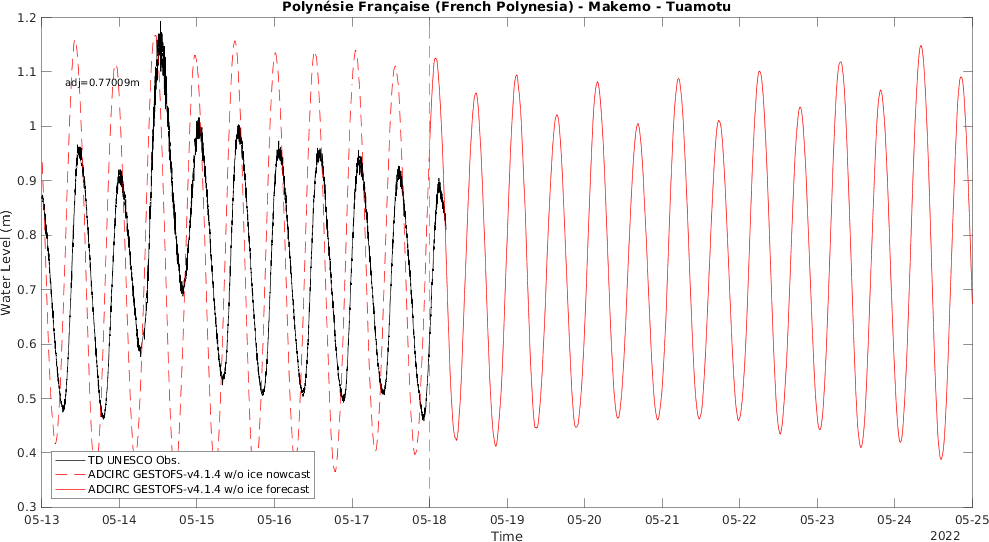 Polynésie Française (French Polynesia) - Makemo - Tuamotu
1.2
1.1
1
0.9
0.8
0.7
0.6
0.5
0.4
0.3
Water Level (m)
adj=0.77009m
TD UNESCO Obs.
ADCIRC GESTOFS-v4.1.4 w/o ice nowcast
ADCIRC GESTOFS-v4.1.4 w/o ice forecast
05-13 05-14 05-15 05-16 05-17 05-18 05-19 05-20 05-21 05-22 05-23 05-24 05-25
Time
2022